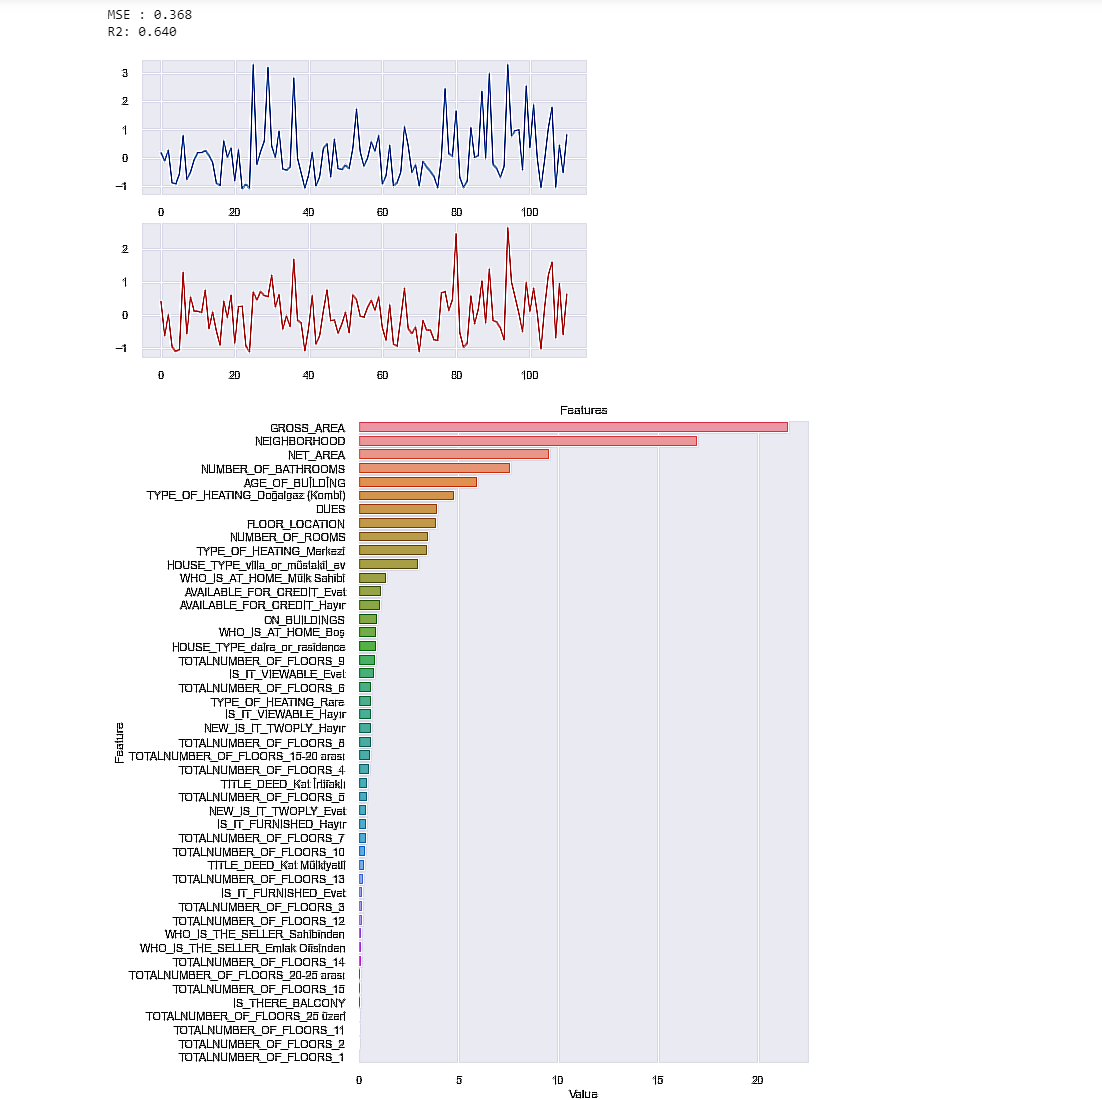 MSE : 0.368
R2: 0.640
3
2
1
0
−1
0 20 40 60 80 100
2
1
0
−1
0 20 40 60 80 100
Features
GROSS_AREA
NEIGHBORHOOD
NET_AREA
NUMBER_OF_BATHROOMS
AGE_OF_BUİLDİNG
TYPE_OF_HEATING_Doğalgaz (Kombi)
DUES
FLOOR_LOCATION
NUMBER_OF_ROOMS
TYPE_OF_HEATING_Merkezi
HOUSE_TYPE_villa_or_müstakil_ev
WHO_IS_AT_HOME_Mülk Sahibi
AVAILABLE_FOR_CREDIT_Evet
AVAILABLE_FOR_CREDIT_Hayır
ON_BUILDINGS
WHO_IS_AT_HOME_Boş
HOUSE_TYPE_daire_or_residence
TOTALNUMBER_OF_FLOORS_9
IS_IT_VIEWABLE_Evet
TOTALNUMBER_OF_FLOORS_6
TYPE_OF_HEATING_Rare
IS_IT_VIEWABLE_Hayır
NEW_IS_IT_TWOPLY_Hayır
TOTALNUMBER_OF_FLOORS_8
TOTALNUMBER_OF_FLOORS_15-20 arası
TOTALNUMBER_OF_FLOORS_4
TITLE_DEED_Kat İrtifaklı
TOTALNUMBER_OF_FLOORS_5
NEW_IS_IT_TWOPLY_Evet
IS_IT_FURNISHED_Hayır
TOTALNUMBER_OF_FLOORS_7
TOTALNUMBER_OF_FLOORS_10
TITLE_DEED_Kat Mülkiyetli
TOTALNUMBER_OF_FLOORS_13
IS_IT_FURNISHED_Evet
TOTALNUMBER_OF_FLOORS_3
TOTALNUMBER_OF_FLOORS_12
WHO_IS_THE_SELLER_Sahibinden
WHO_IS_THE_SELLER_Emlak Ofisinden
TOTALNUMBER_OF_FLOORS_14
TOTALNUMBER_OF_FLOORS_20-25 arası
TOTALNUMBER_OF_FLOORS_15
IS_THERE_BALCONY
TOTALNUMBER_OF_FLOORS_25 üzeri
TOTALNUMBER_OF_FLOORS_11
TOTALNUMBER_OF_FLOORS_2
TOTALNUMBER_OF_FLOORS_1
Feature
0 5 10 15 20
Value